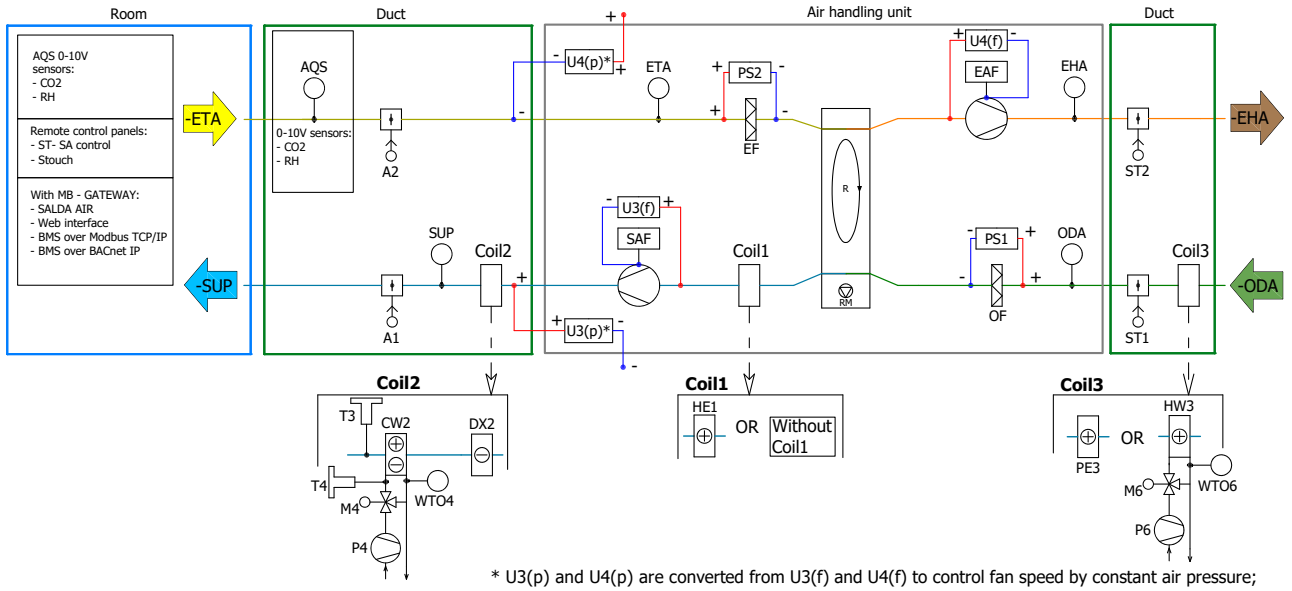 Room
Duct
Air handling unit
Duct
AQS 0-10V
sensors:
- CO2
- RH
Remote control panels:
- ST- SA control
- Stouch
With MB - GATEWAY:
- SALDA AIR
- Web interface
- BMS over Modbus TCP/IP
- BMS over BACnet IP
-ETA
-SUP
AQS
0-10V sensors:
- CO2
- RH
A2
SUP
Coil2
A1
+
-
U4(p)*
+
-
ETA
+
PS2
-
+
-
EF
+
U4(f)
-
EAF
EHA
ST2
-EHA
-
U3(f)
+
SAF
Coil1
R
RM
-
PS1
+
-
+
OF
ODA
Coil3
ST1
-ODA
+
+
U3(p)*
-
-
Coil2
T3
CW2
DX2
T4
M4
WTO4
P4
Coil1
HE1
OR
Without
Coil1
Coil3
PE3
OR
HW3
M6
WTO6
P6
* U3(p) and U4(p) are converted from U3(f) and U4(f) to control fan speed by constant air pressure;